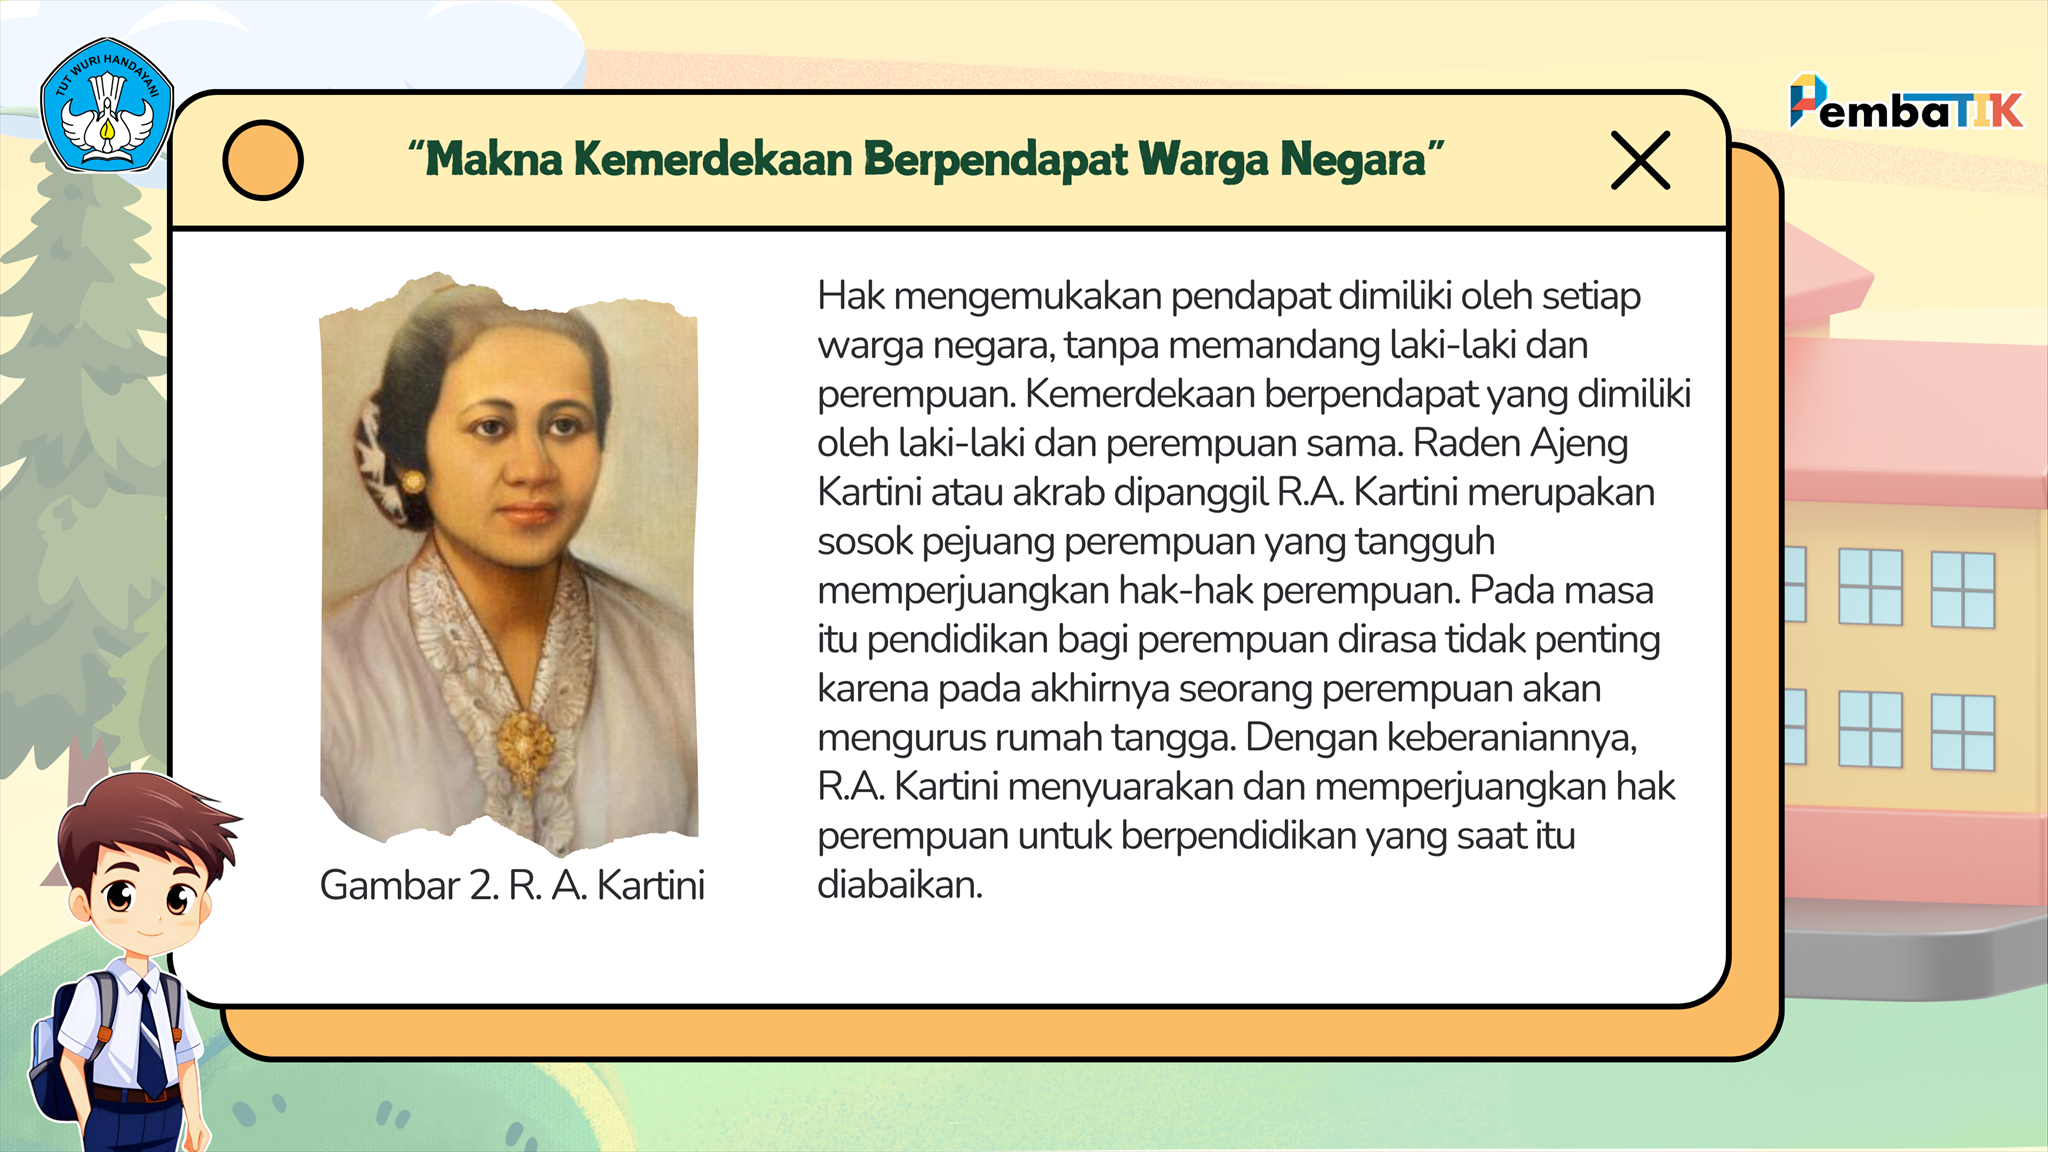 TUT WURI HANDAYANI
PembaTIK
“Makna Kemerdekaan Berpendapat Warga Negara”
Hak mengemukakan pendapat dimiliki oleh setiap
warga negara, tanpa memandang laki-laki dan
perempuan. Kemerdekaan berpendapat yang dimiliki
oleh laki-laki dan perempuan sama. Raden Ajeng
Kartini atau akrab dipanggil R.A. Kartini merupakan
sosok pejuang perempuan yang tangguh
memperjuangkan hak-hak perempuan. Pada masa
itu pendidikan bagi perempuan dirasa tidak penting
karena pada akhirnya seorang perempuan akan
mengurus rumah tangga. Dengan keberaniannya,
R.A. Kartini menyuarakan dan memperjuangkan hak
perempuan untuk berpendidikan yang saat itu
diabaikan.
Gambar 2. R. A. Kartini